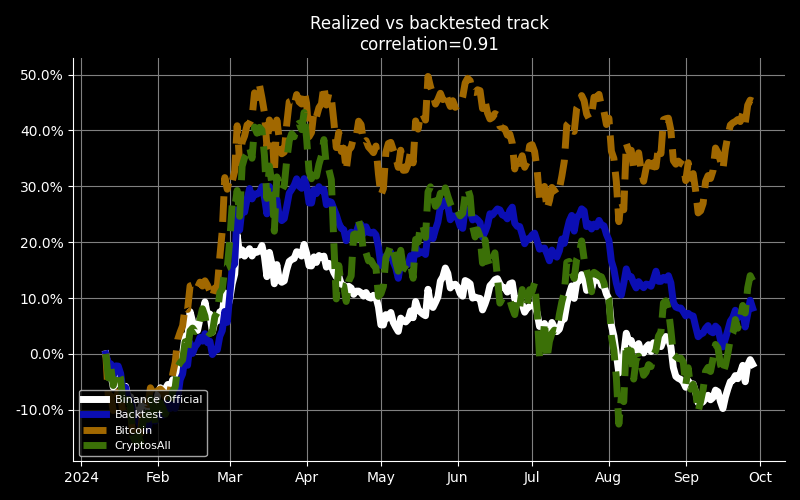 Realized vs backtested track
correlation=0.91
50.0%
40.0%
30.0%
20.0%
10.0%
0.0%
-10.0%
Binance Official
Backtest
Bitcoin
CryptosAll
2024 Feb Mar Apr May Jun Jul Aug Sep Oct